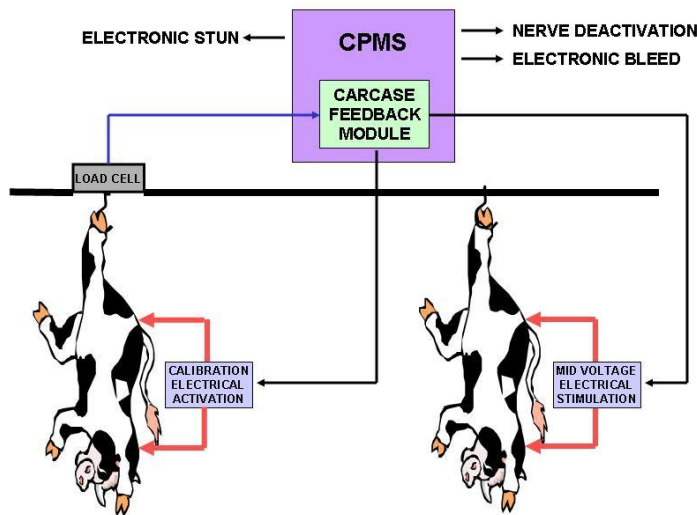 ELECTRONIC STUN
CPMS
NERVE DEACTIVATION
ELECTRONIC BLEED
CARCASE
FEEDBACK
MODULE
LOAD CELL
CALIBRATION
ELECTRICAL
ACTIVATION
MID VOLTAGE
ELECTRICAL
STIMULATION